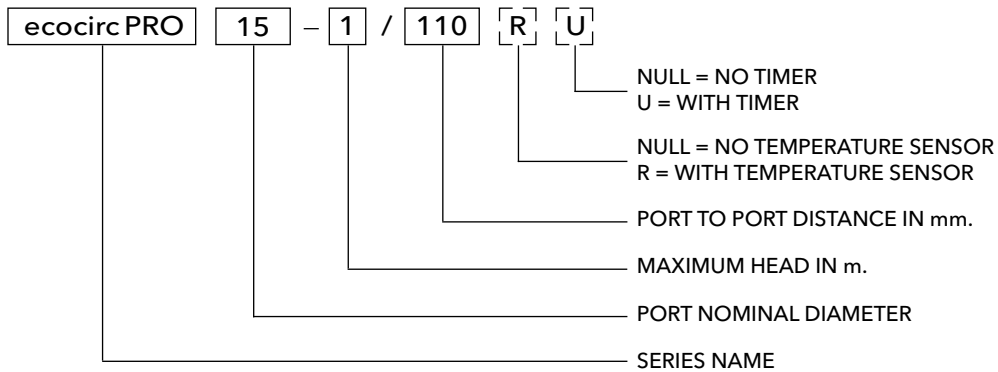 ecocirc PRO 15 – 1 / 110 R U
NULL = NO TIMER
U = WITH TIMER
NULL = NO TEMPERATURE SENSOR
R = WITH TEMPERATURE SENSOR
PORT TO PORT DISTANCE IN mm.
MAXIMUM HEAD IN m.
PORT NOMINAL DIAMETER
SERIES NAME